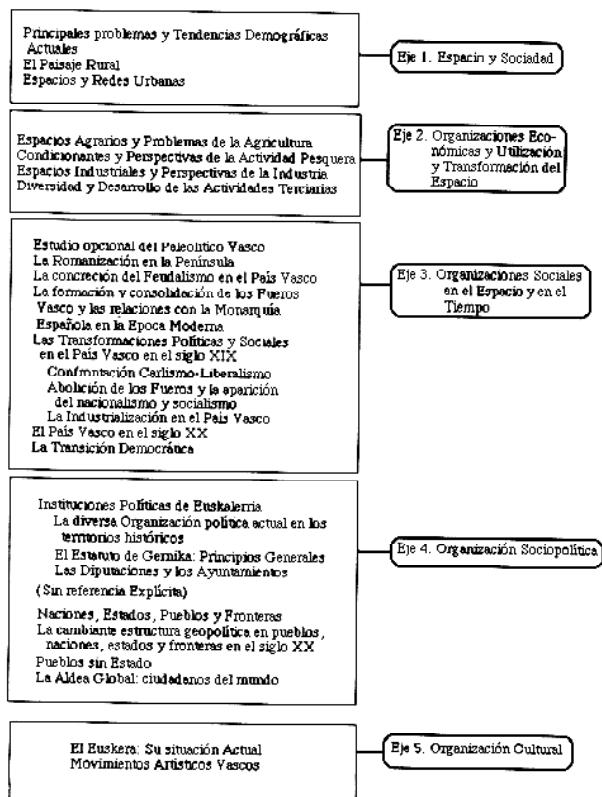 Principales problemas y Tendencias Demográficas
Actuales
El Paisaje Rural
Espacios y Redes Urbanas
Eje 1. Espacio y Sociadad
Espacios Agrarios y Problemas de la Agricultura
Condicionantes y Perspectivas de la Actividad Pesquera
Espacios Industriales y Perspectivas de la Industria
Diversidad y Desarrollo de las Actividades Terciarias
Eje 2. Organizaciones Eco-
nómicas y Utilización
y Transformación del
Espacio
Estudio opcional del Paleolítico Vasco
La Romanización en la Península
La concreción del Feudalismo en el País Vasco
La formación y consolidación de los Fueros
Vasco y las relaciones con la Monarquía
Española en la Epoca Moderna
Las Transformaciones Políticas y Sociales
en el País Vasco en el siglo XIX
Confrontación Carlismo-Liberalismo
Abolición de los Fueros y la aparición
del nacionalismo y socialismo
La Industrialización en el País Vasco
El País Vasco en el siglo XX
La Transición Democrática
Eje 3. Organizaciones Sociales
en el Espacio y en el
Tiempo
Instituciones Políticas de Euskalerria
La diversa Organización política actual en los
territorios históricos
El Estatuto de Gernika: Principios Generales
Las Diputaciones y los Ayuntamientos
(Sin referencia Explícita)
Naciones, Estados, Pueblos y Fronteras
La cambiante estructura geopolítica en pueblos,
naciones, estados y fronteras en el siglo XX
Pueblos sin Estado
La Aldea Global: ciudadanos del mundo
Eje 4. Organización Sociopolítica
El Euskera: Su situación Actual
Movimientos Artísticos Vascos
Eje 5. Organización Cultural